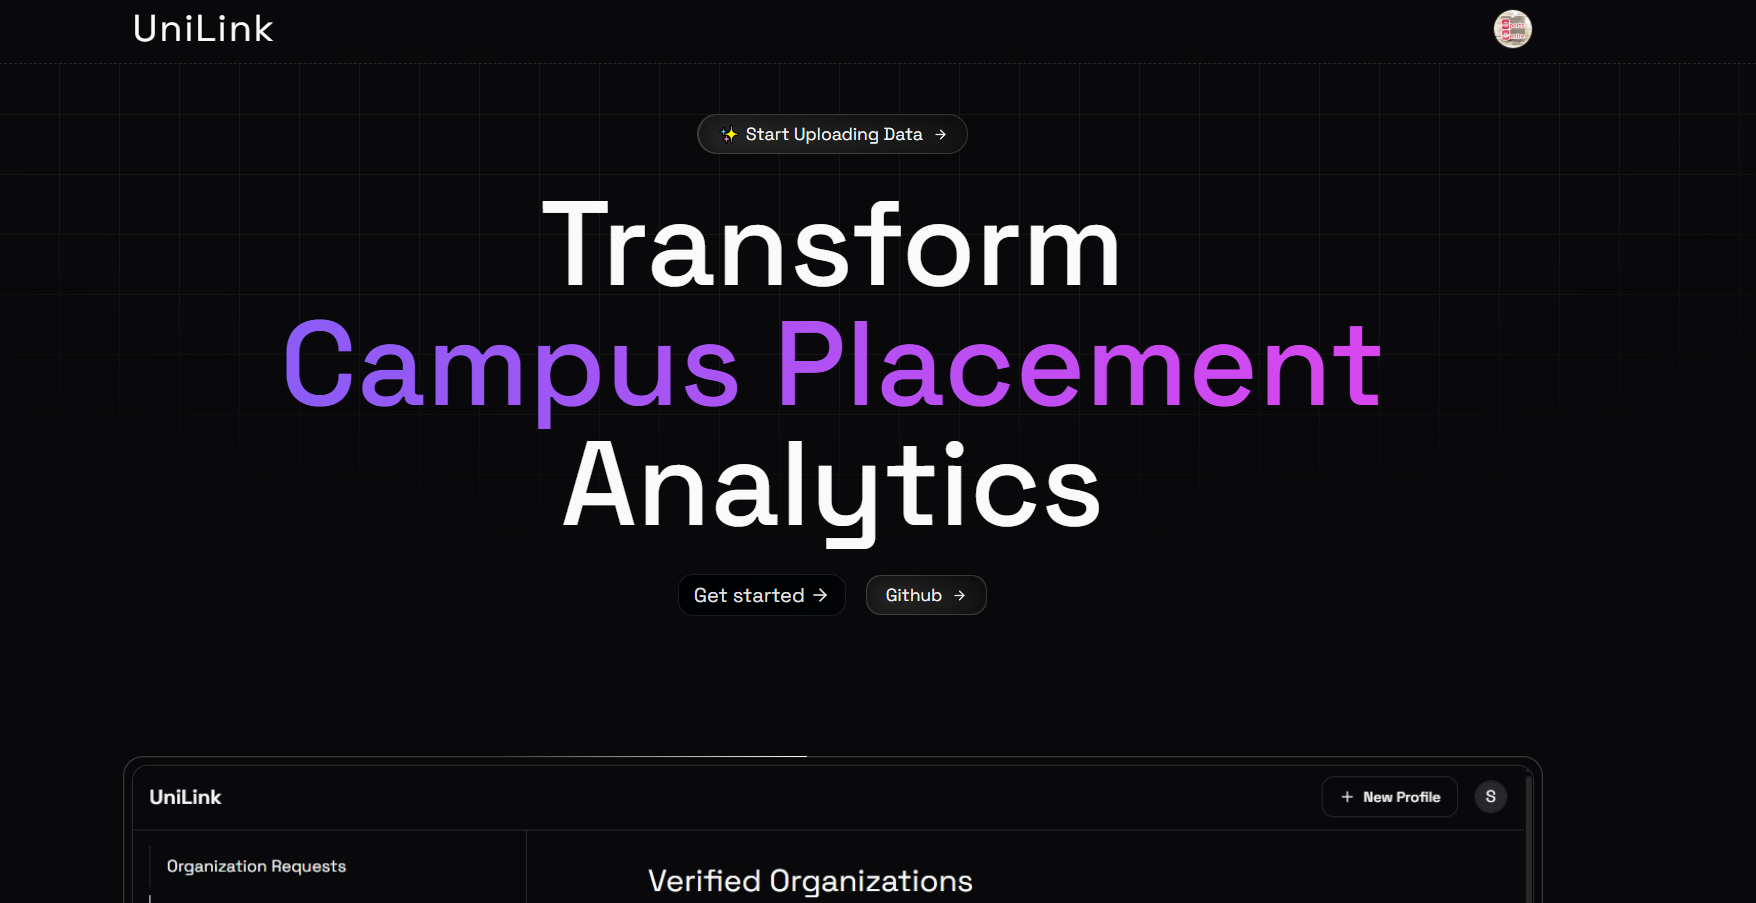 UniLink
✨ Start Uploading Data →
Transform
Campus Placement
Analytics
Get started →
Github →
UniLink
+ New Profile
S
Organization Requests
Verified Organizations